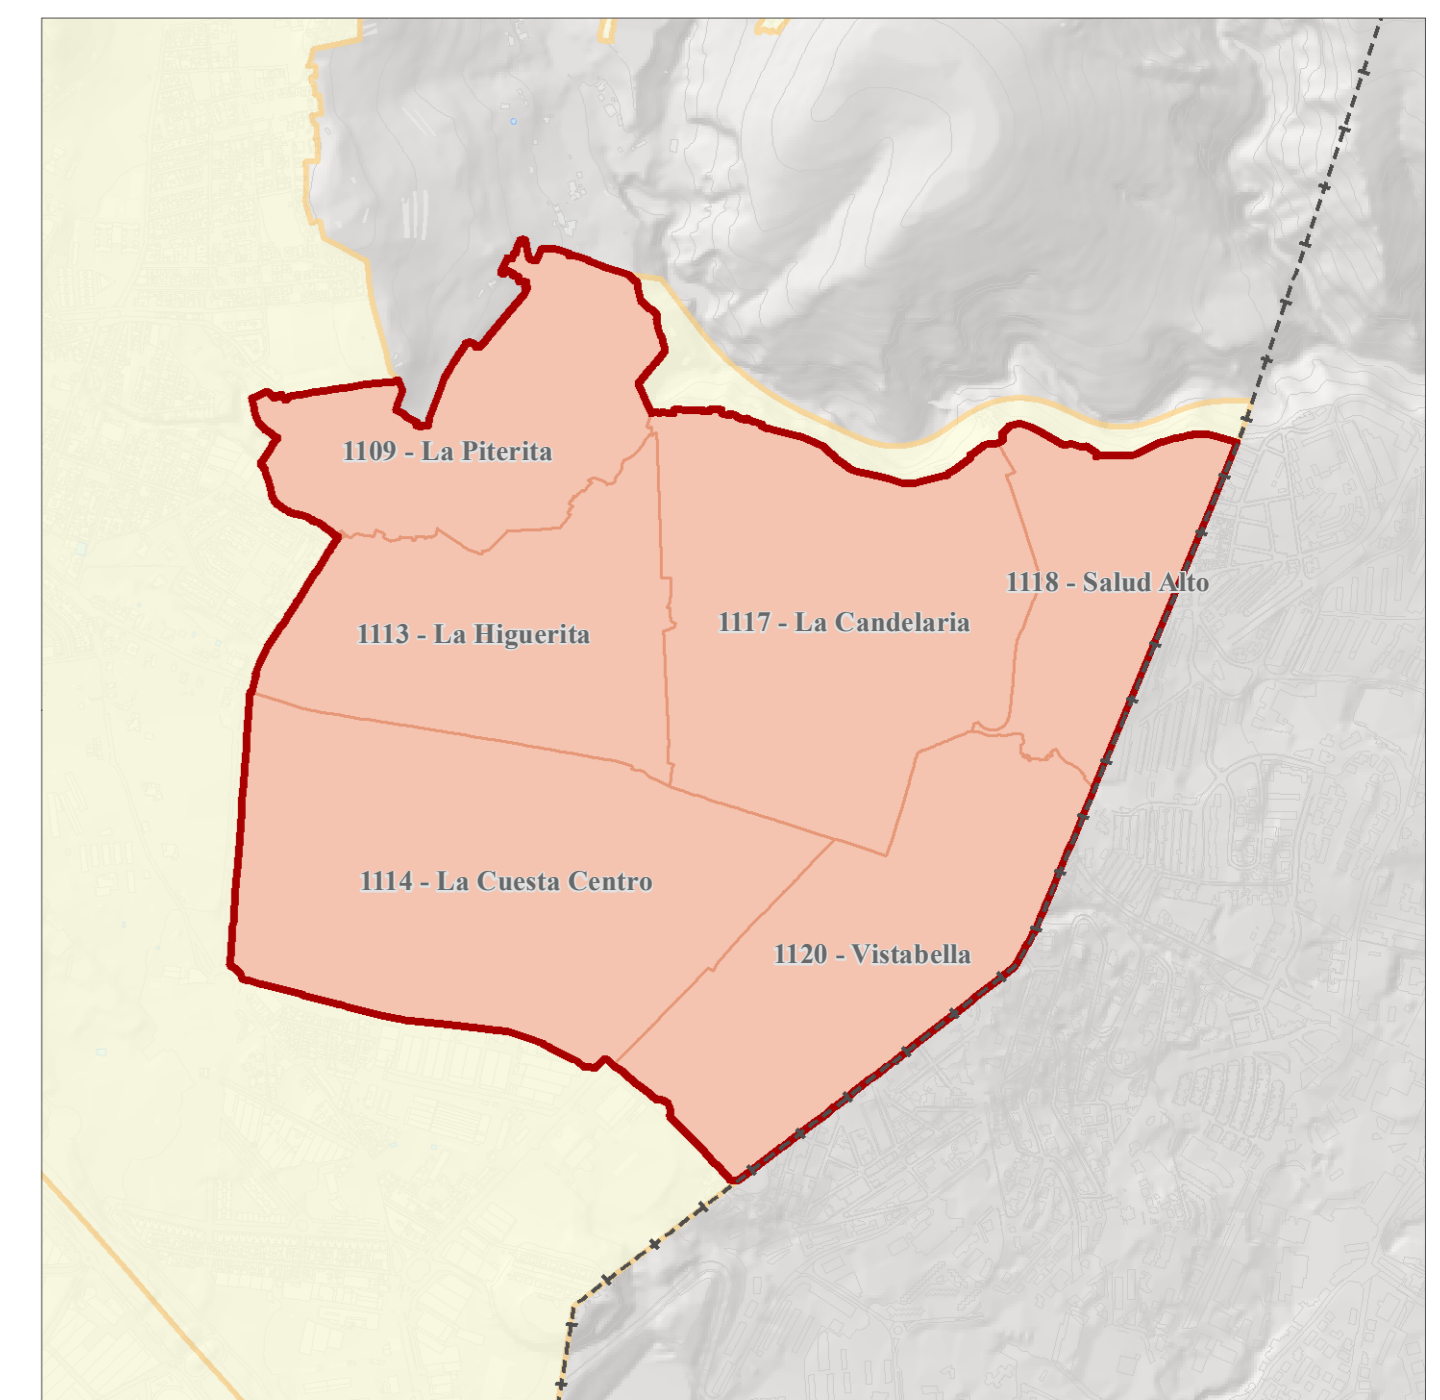 1109 - La Piterita
1118 - Salud Alto
1117 - La Candelaria
1113 - La Higuerita
1114 - La Cuesta Centro
1120 - Vistabella